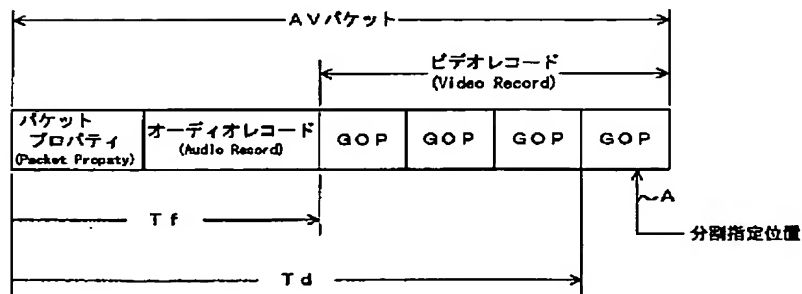 AVパケット
ビデオレコード
(Video Record)
パケット
プロパティ
(Packet Propaty)
オーディオレコード
(Audio Record)
GOP
GOP
GOP
GOP
Tf
A
分割指定位置
Td